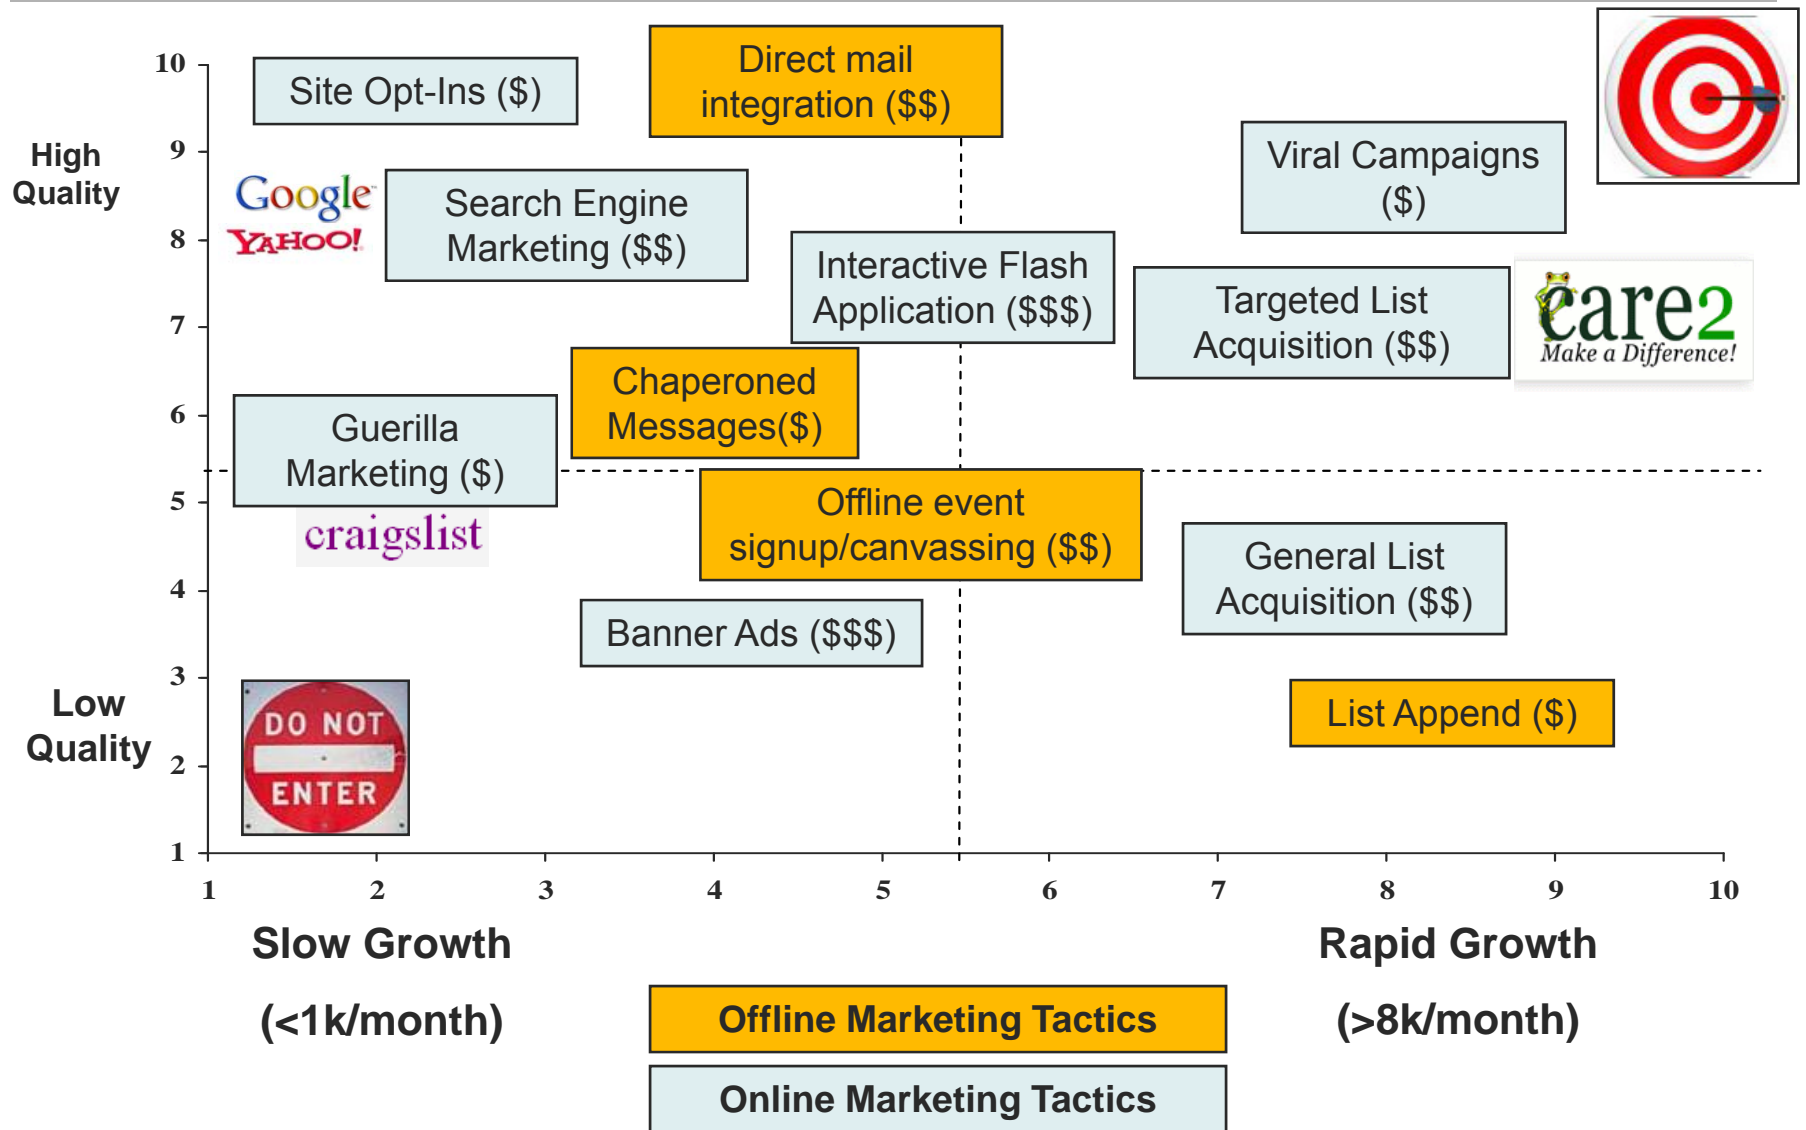 10
9
8
7
6
5
4
3
2
1
High
Quality
Low
Quality
Site Opt-Ins ($)
Direct mail
integration ($$)
Viral Campaigns
($)
Google™
YAHOO!
Search Engine
Marketing ($$)
Interactive Flash
Application ($$$)
Targeted List
Acquisition ($$)
care2
Make a Difference!
Chaperoned
Messages($)
Guerilla
Marketing ($)
craigslist
Offline event
signup/canvassing ($$)
General List
Acquisition ($$)
Banner Ads ($$$)
List Append ($)
DO NOT
ENTER
1 2 3 4 5 6 7 8 9 10
Slow Growth
(<1k/month)
Rapid Growth
(>8k/month)
Offline Marketing Tactics
Online Marketing Tactics